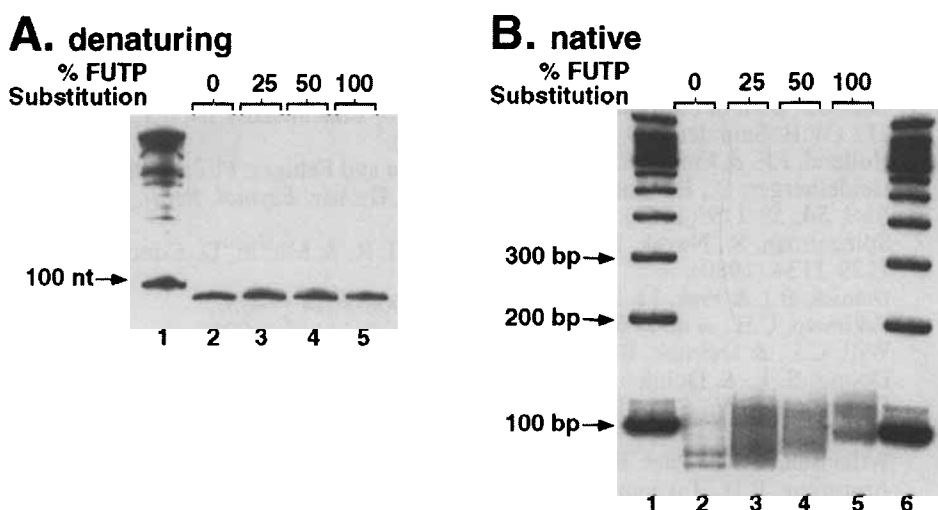 A. denaturing
% FUTP
Substitution
0 25 50 100
100 nt
1 2 3 4 5
B. native
% FUTP
Substitution
0 25 50 100
300 bp
200 bp
100 bp
1 2 3 4 5 6